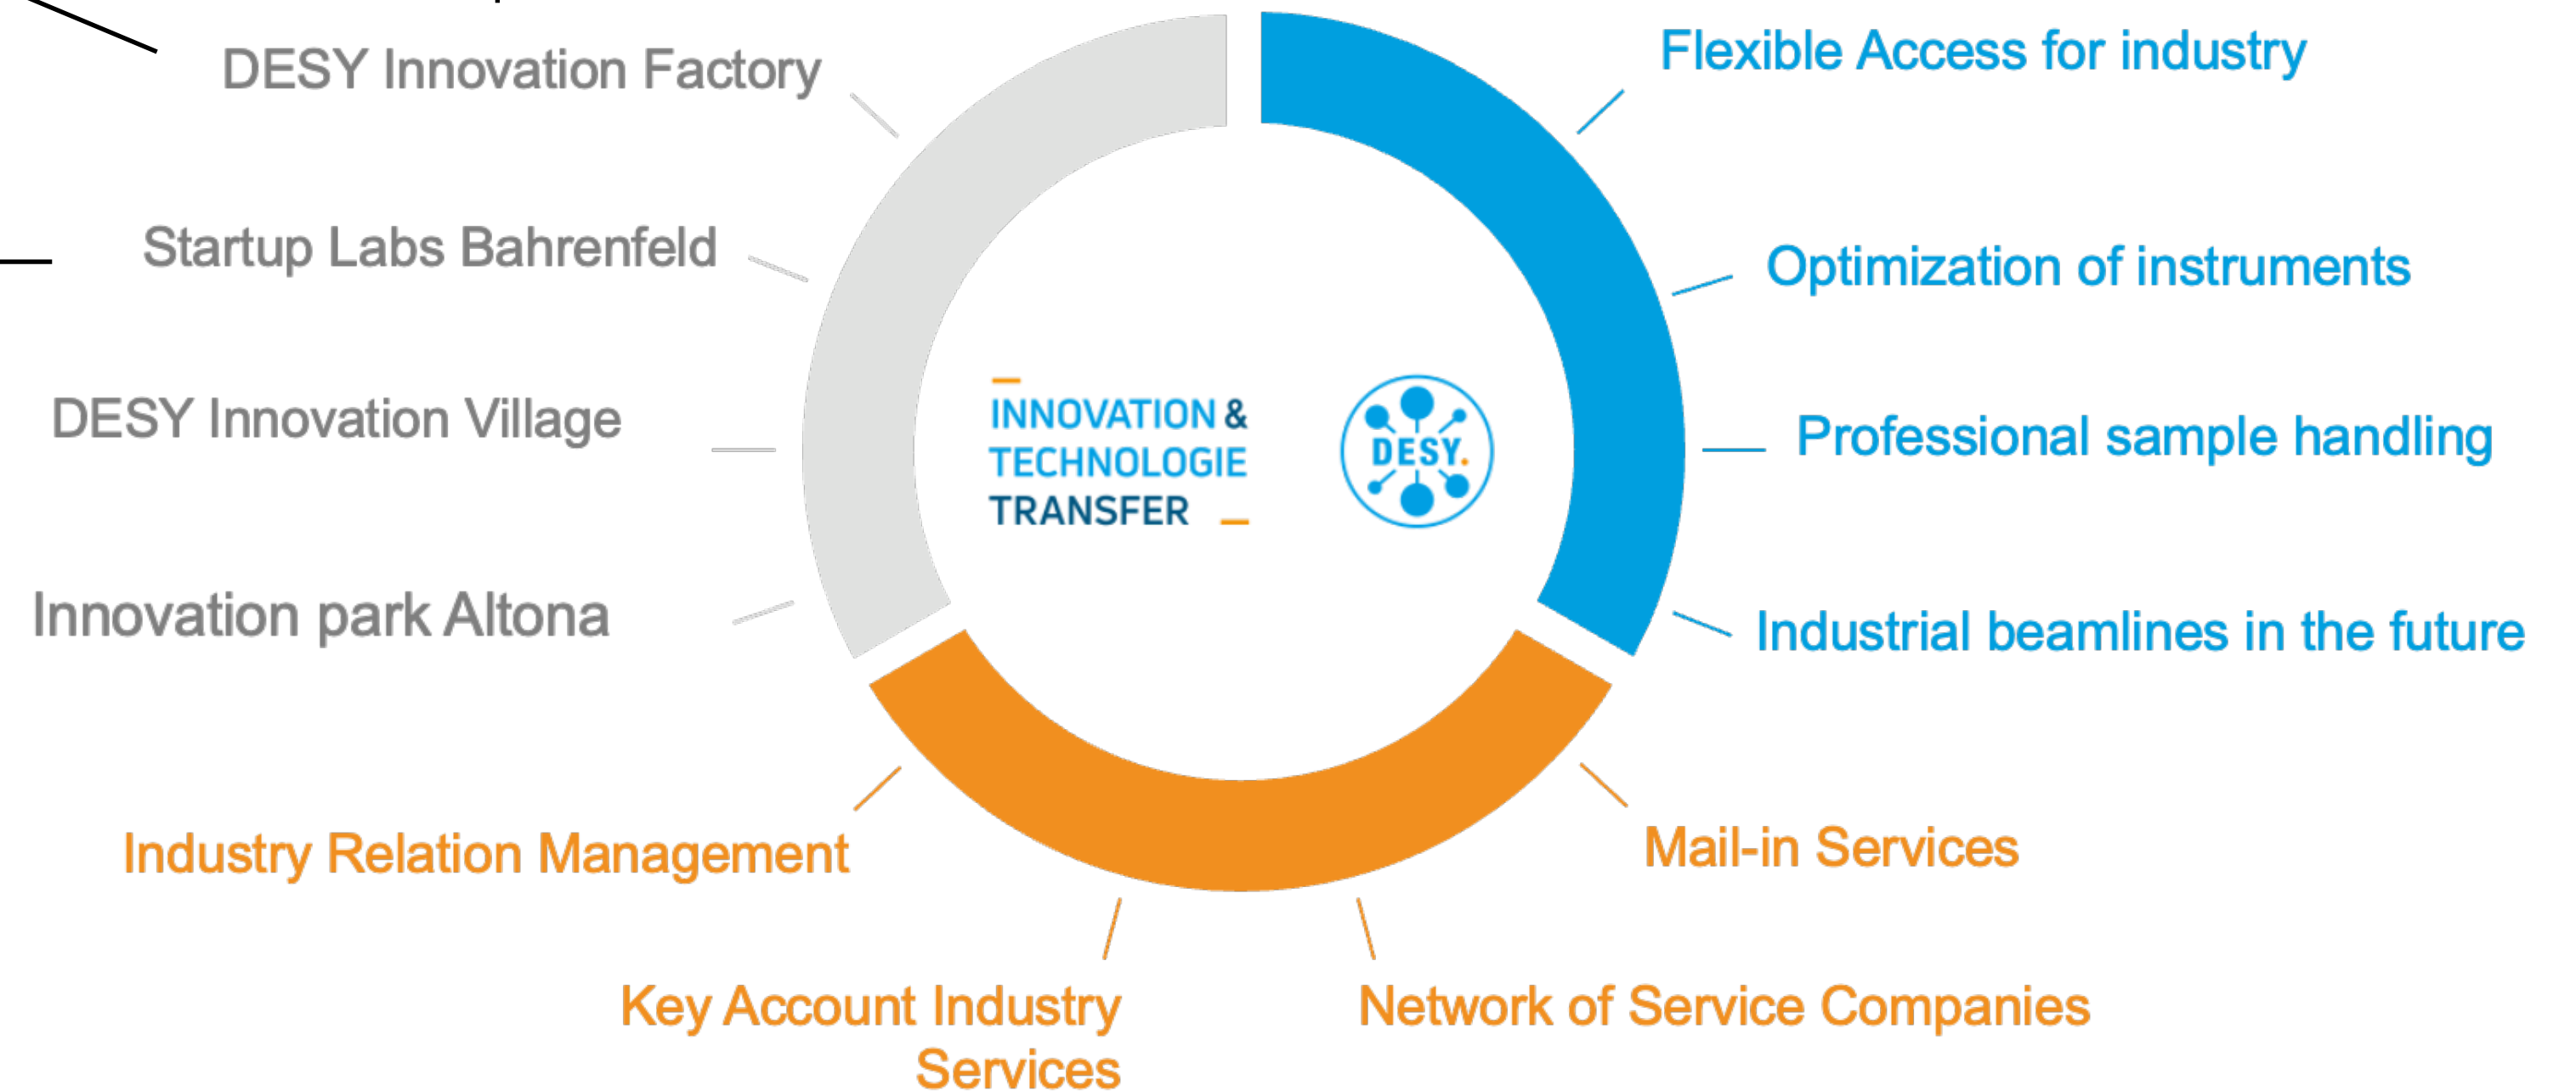 DESY Innovation Factory
Startup Labs Bahrenfeld
DESY Innovation Village
Innovation park Altona
INNOVATION &
TECHNOLOGIE
TRANSFER
DESY.
Flexible Access for industry
Optimization of instruments
Professional sample handling
Industrial beamlines in the future
Industry Relation Management
Key Account Industry
Services
Network of Service Companies
Mail-in Services